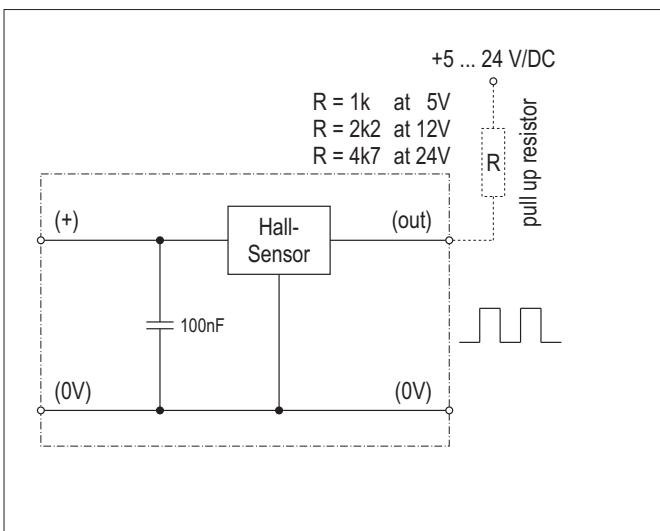 +5 ... 24 V/DC
R = 1k at 5V
R = 2k2 at 12V
R = 4k7 at 24V
R
pull up resistor
(+)
Hall-
Sensor
(out)
100nF
(0V)
(0V)